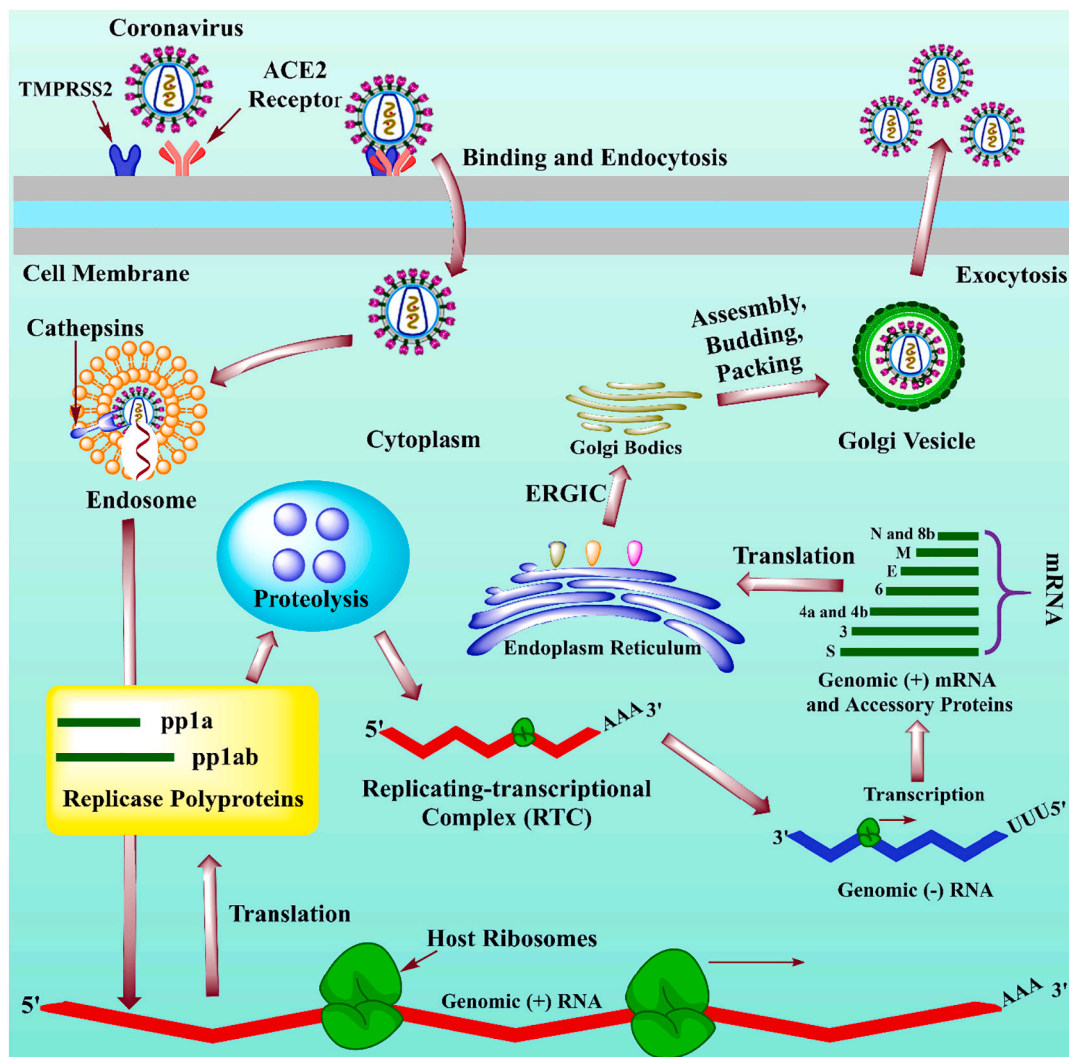 Coronavirus
TMPRSS2
ACE2
Receptor
Binding and Endocytosis
Cell Membrane
Exocytosis
Cathepsins
Assesmbly,
Budding,
Packing
Cytoplasm
Golgi Bodics
Golgi Vesicle
Endosome
ERGIC
Translation
N and 8b
M
E
6
4a and 4b
3
S
mRNA
Proteolysis
Endoplasm Reticulum
Genomic (+) mRNA
and Accessory Proteins
pp1a
pp1ab
Replicase Polyproteins
5'
AAA 3'
Replicating-transcriptional
Complex (RTC)
Transcription
3'
UUU5'
Genomic (-) RNA
Translation
Host Ribosomes
5'
Genomic (+) RNA
AAA 3'